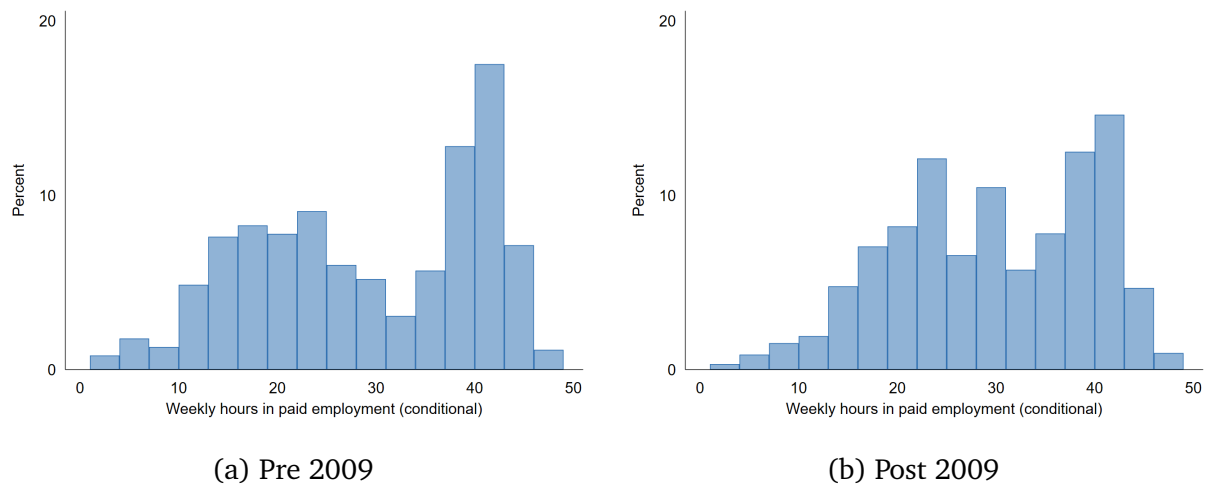 20
10
0
Percent
0 10 20 30 40 50
Weekly hours in paid employment (conditional)
(a) Pre 2009
20
10
0
Percent
0 10 20 30 40 50
Weekly hours in paid employment (conditional)
(b) Post 2009